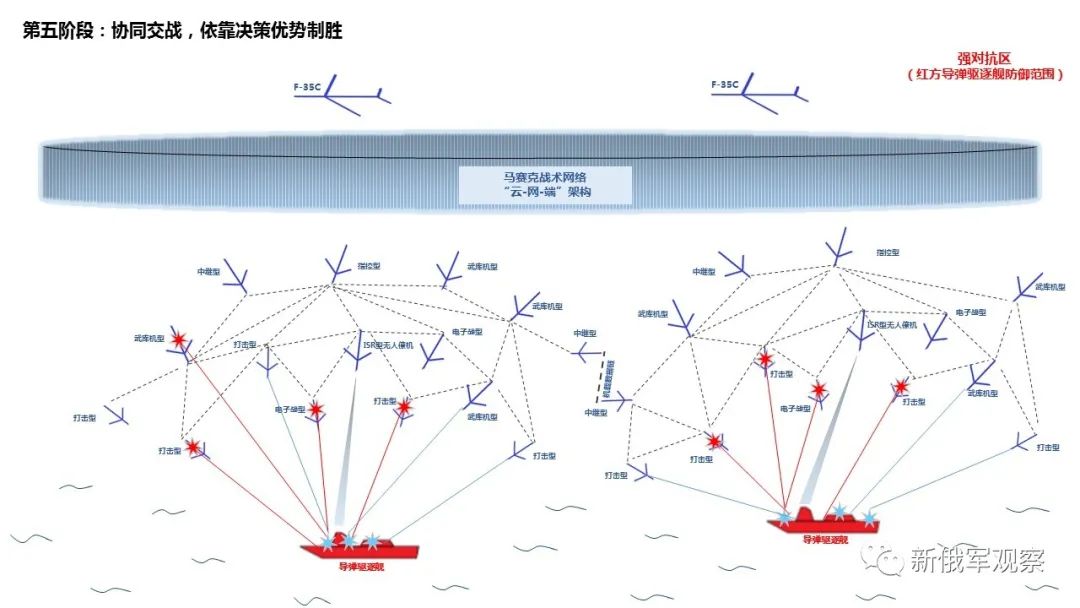 第五阶段：协同交战，依靠决策优势制胜
强对抗区
（红方导弹驱逐舰防御范围）
F-35C
F-35C
马赛克战术网络
“云-网-端”架构
中继型
指控型
武库机型
武库机型
武库机型
打击型
ISR型无人僚机
电子战型
中继型
打击型
电子战型
打击型
武库机型
打击型
打击型
机载数据链
中继型
中继型
指控型
武库机型
武库机型
ISR型无人僚机
电子战型
打击型
电子战型
打击型
武库机型
打击型
打击型
打击型
导弹驱逐舰
导弹驱逐舰
新俄军观察